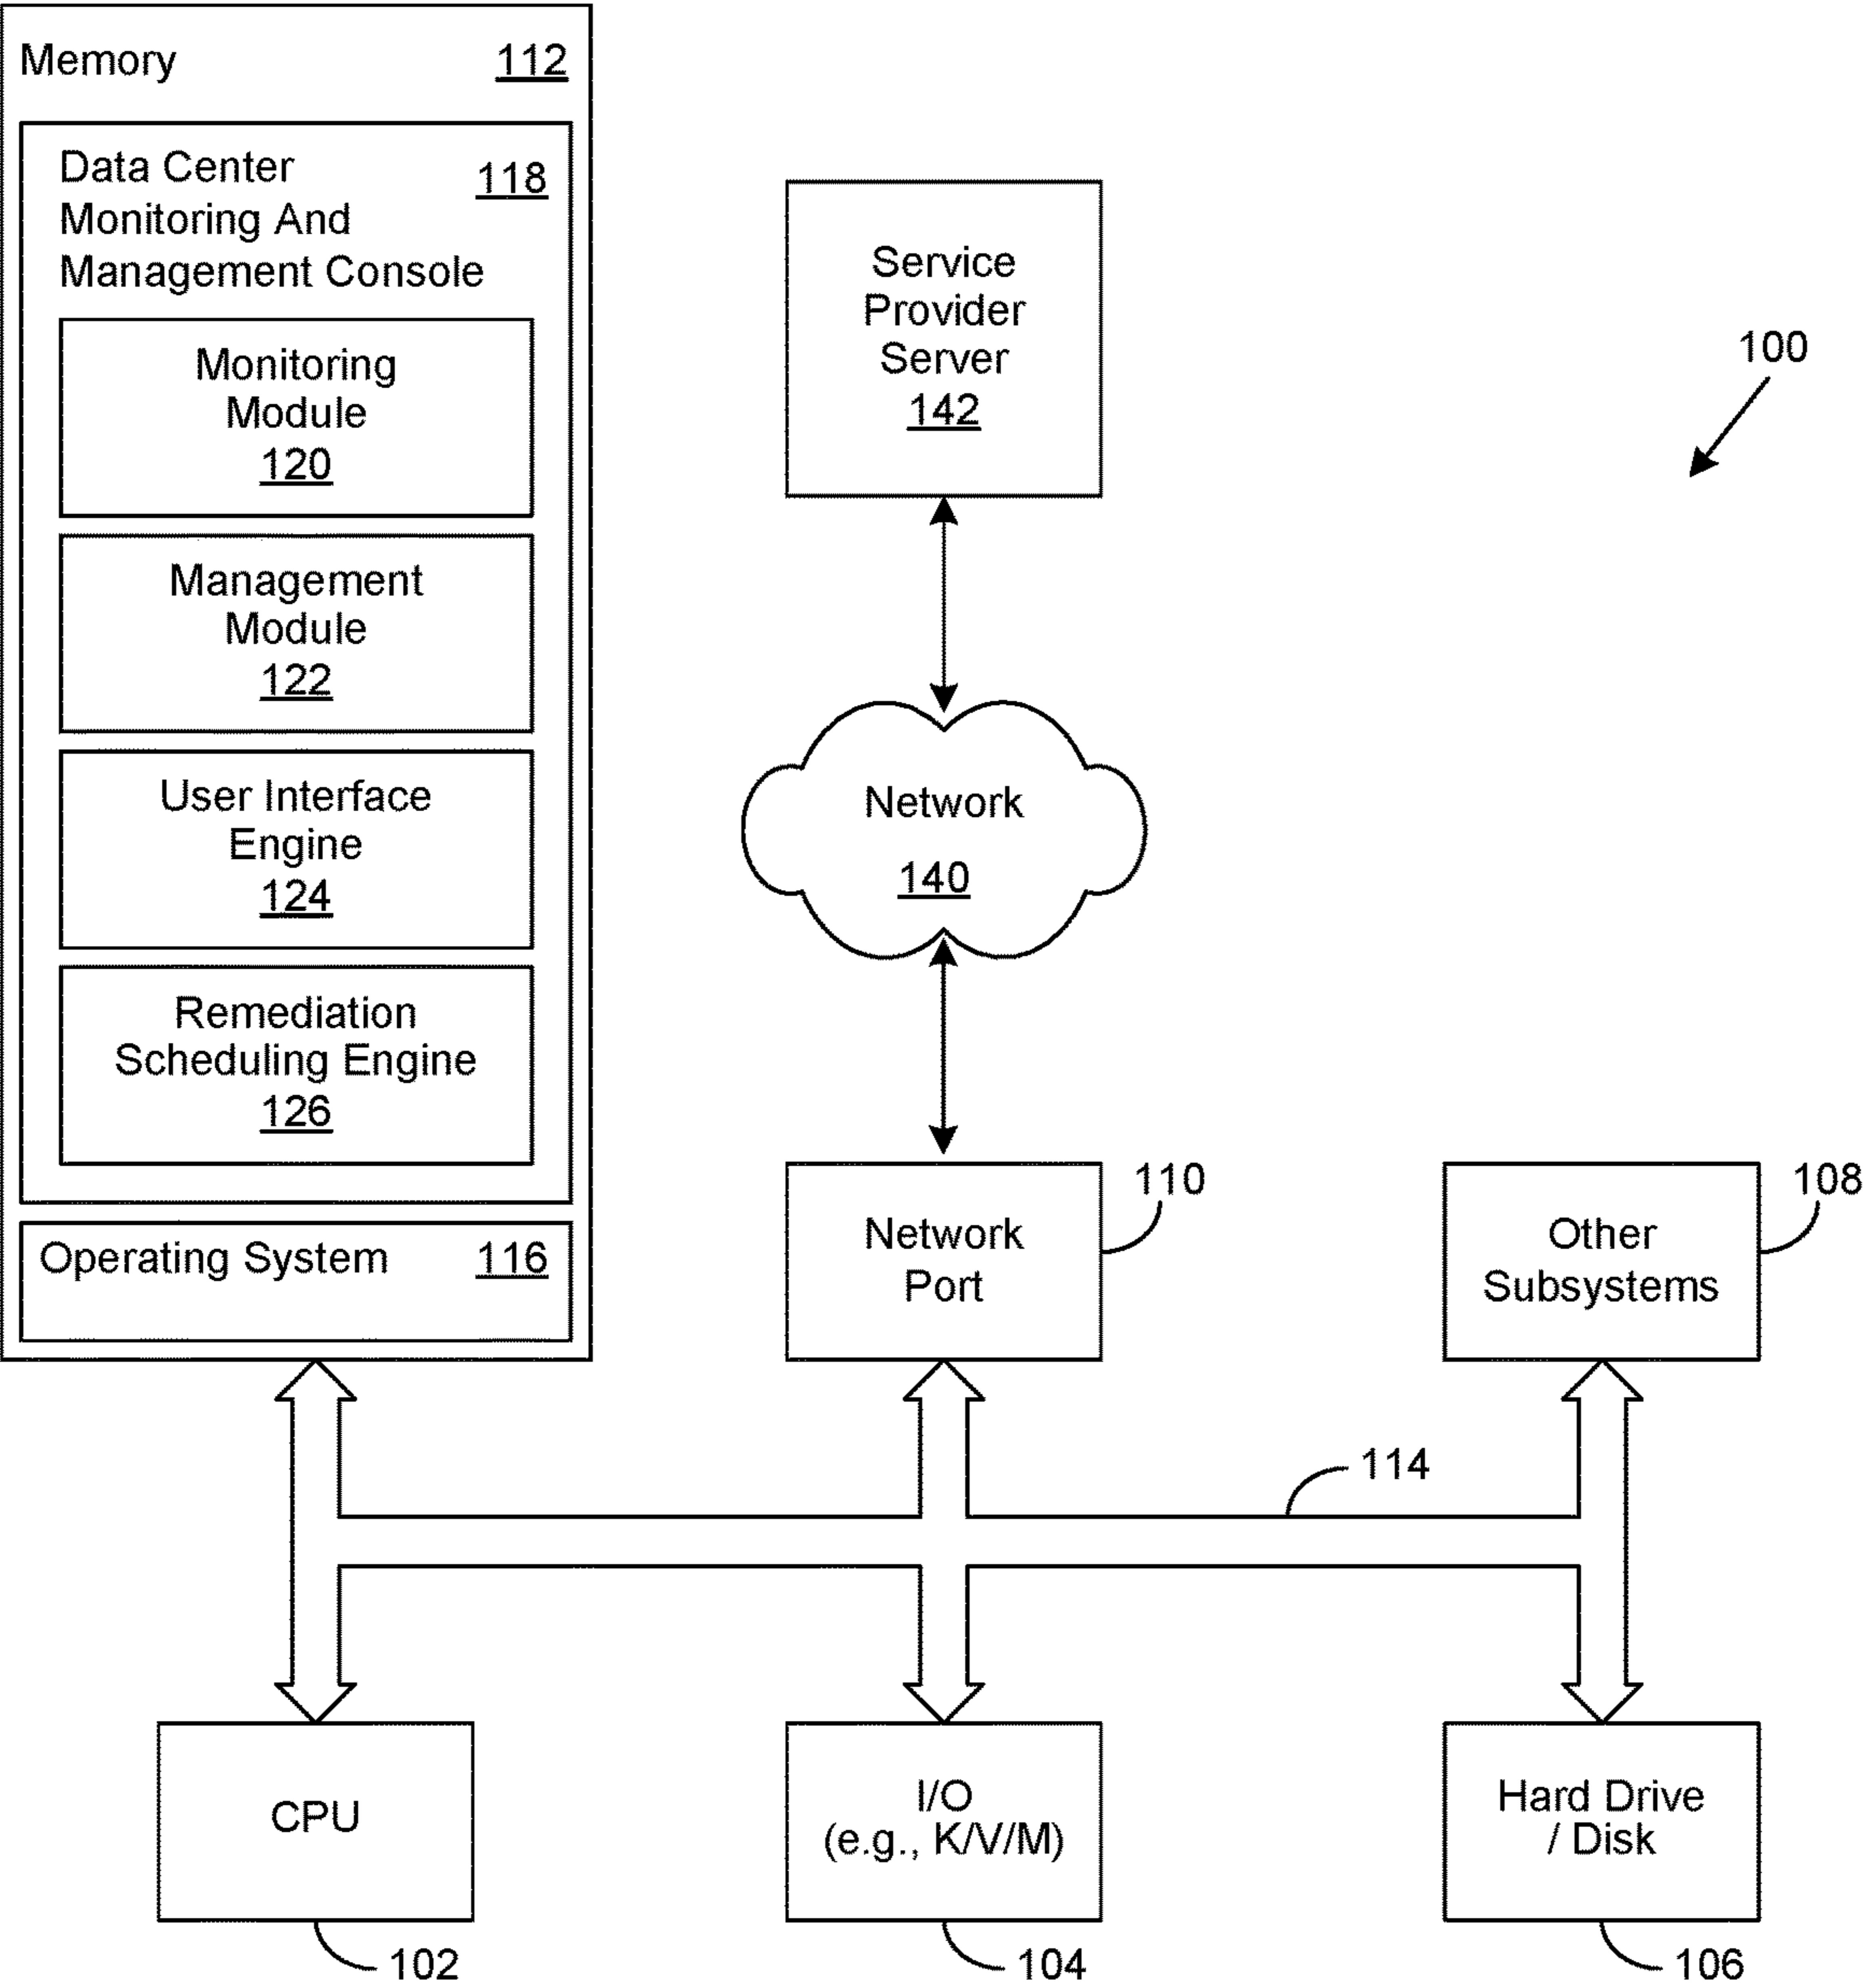 Memory 112
Data Center 118
Monitoring And
Management Console
Monitoring
Module
120
Management
Module
122
User Interface
Engine
124
Remediation
Scheduling Engine
126
Operating System 116
Service
Provider
Server
142
100
Network
140
Network
Port
110
Other
Subsystems
108
114
CPU
102
I/O
(e.g., K/V/M)
104
Hard Drive
/ Disk
106